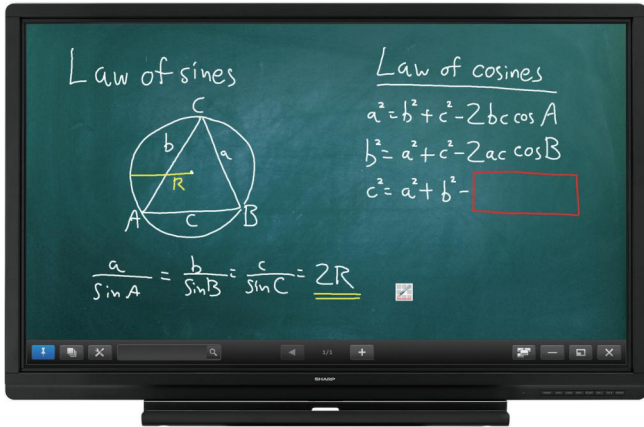 Law of sines
C
b
a
R
A
c
B
a/sin A = b/sin B = c/sin C = 2R
Law of cosines
a² = b² + c² - 2bc cos A
b² = a² + c² - 2ac cos B
c² = a² + b² -
1/1
SHARP